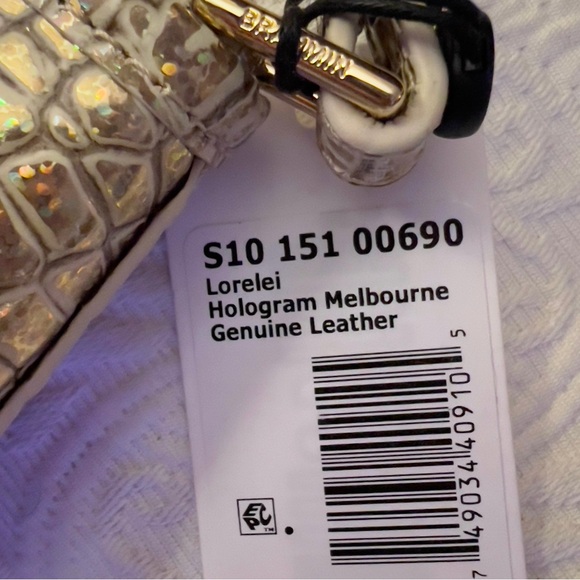 BRAHMIN
S10 151 00690
Lorelei
Hologram Melbourne
Genuine Leather
7 49034 40910 5